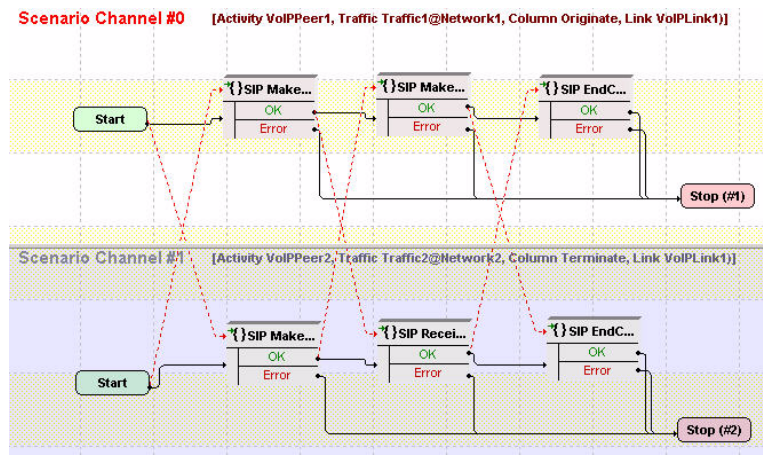 Scenario Channel #0 [Activity VoIPPeer1, Traffic Traffic1@Network1, Column Originate, Link VoIPLink1)]
{}SIP Make... {}SIP Make... {}SIP EndC...
Start OK OK OK
Error Error Error
Stop (#1)
Scenario Channel #1 [Activity VoIPPeer2, Traffic Traffic2@Network2, Column Terminate, Link VoIPLink1)]
{}SIP Make... {}SIP Recei... {}SIP EndC...
OK OK OK
Start Error Error Error
Stop (#2)